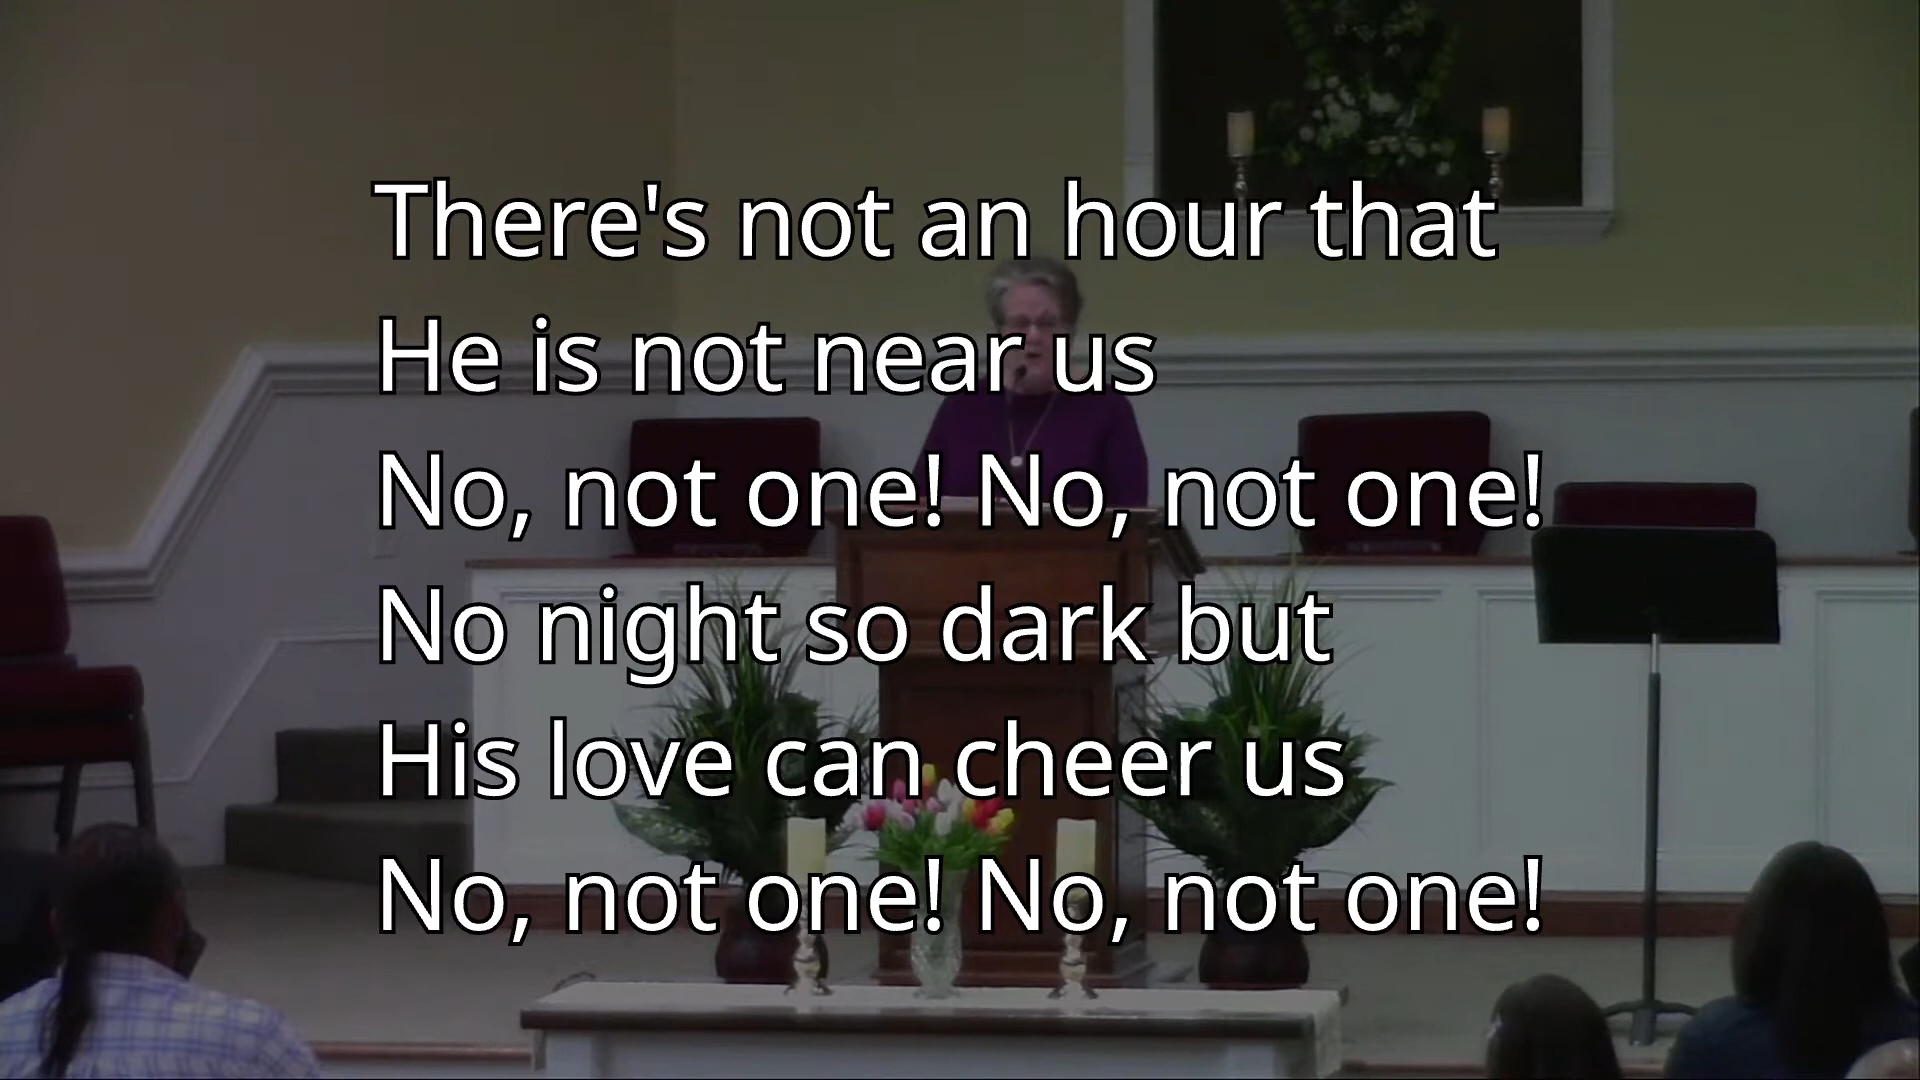 There's not an hour that
He is not near us
No, not one! No, not one!
No night so dark but
His love can cheer us
No, not one! No, not one!